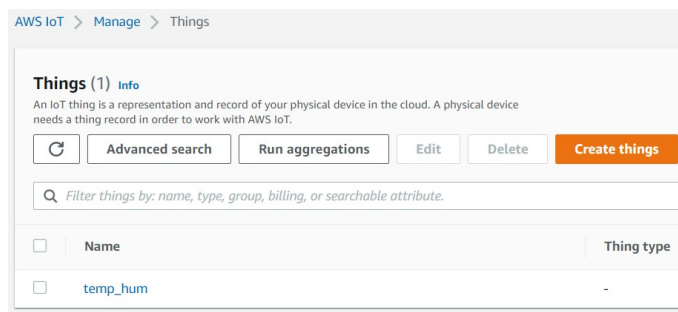 AWS IoT > Manage > Things
Things (1) Info
An IoT thing is a representation and record of your physical device in the cloud. A physical device
needs a thing record in order to work with AWS IoT.
Advanced search Run aggregations Edit Delete Create things
Filter things by: name, type, group, billing, or searchable attribute.
Name Thing type
temp_hum -